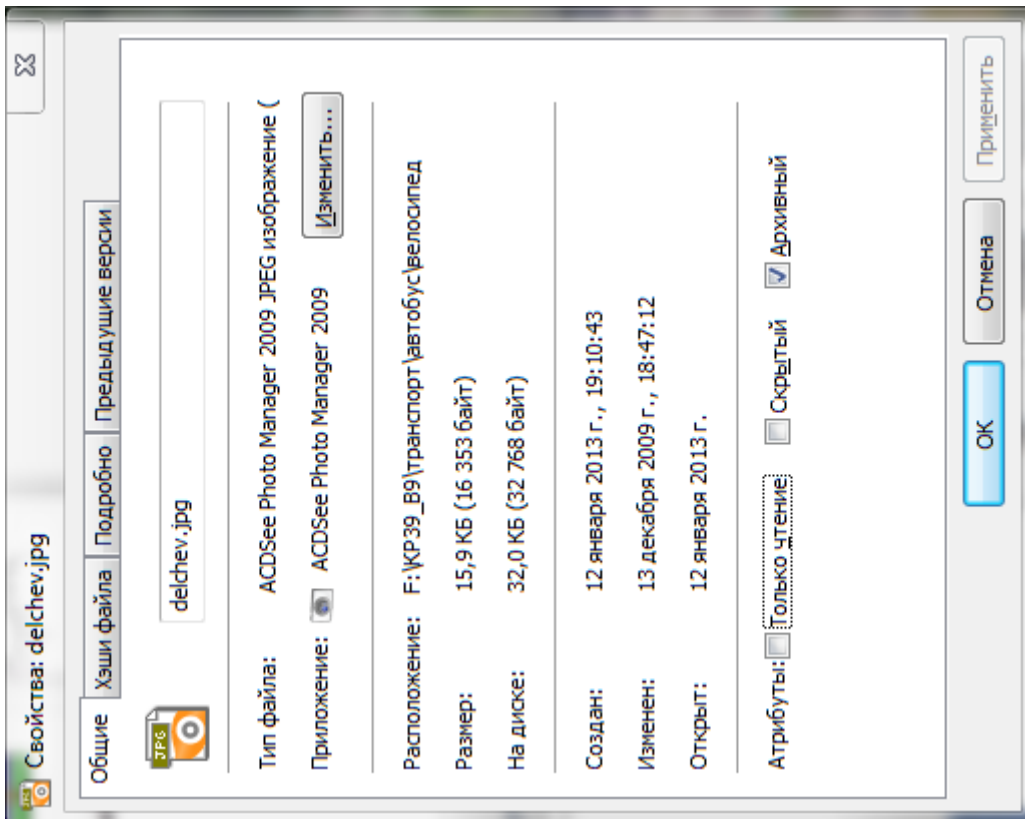 Свойства: delchev.jpg
Общие Хэши файла Подробно Предыдущие версии
JPG
delchev.jpg
Тип файла: ACDSee Photo Manager 2009 JPEG изображение (
Приложение: ACDSee Photo Manager 2009 Изменить...
Расположение: F:\KP39_B9\транспорт\автобус\велосипед
Размер: 15,9 КБ (16 353 байт)
На диске: 32,0 КБ (32 768 байт)
Создан: 12 января 2013 г., 19:10:43
Изменен: 13 декабря 2009 г., 18:47:12
Открыт: 12 января 2013 г.
Атрибуты: Только чтение Скрытый Архивный
ОК Отмена Применить